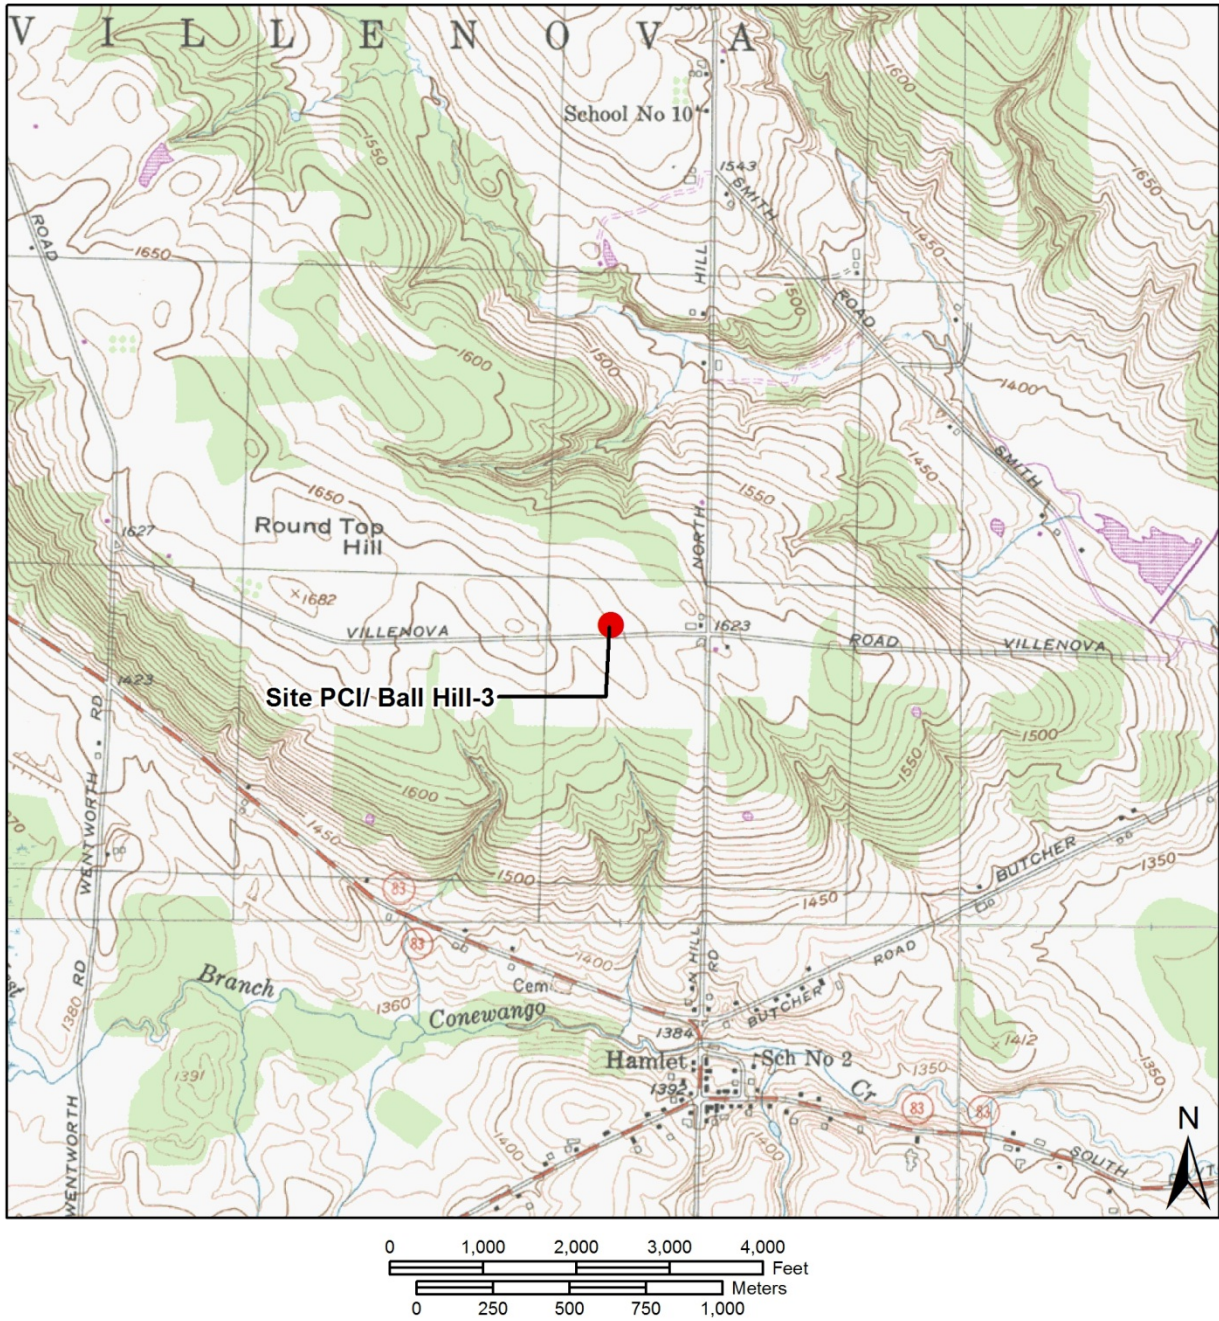 V I L L E N O V A
1600
School No 10
1550
1543
SMITH
1650
ROAD
1450
1650
HILL
1500
ROAD
1600
1500
1400
1450
SMITH
1550
1650
Round Top
Hill
1627
NORTH
×1682
1623
VILLENOVA
ROAD
VILLENOVA
1423
Site PCI/ Ball Hill-3
RD
1500
1550
1600
WENTWORTH
1450
BUTCHER
1350
1500
83
1450
83
ROAD
N HILL
RD
1400
Branch
Cem
1360
BUTCHER
RD
1380
Conewango
1384
×1412
Hamlet
Sch No 2
1350
1350
1391
1392
Cr
83
83
N
WENTWORTH
1400
1400
SOUTH
0 1,000 2,000 3,000 4,000
Feet
Meters
0 250 500 750 1,000